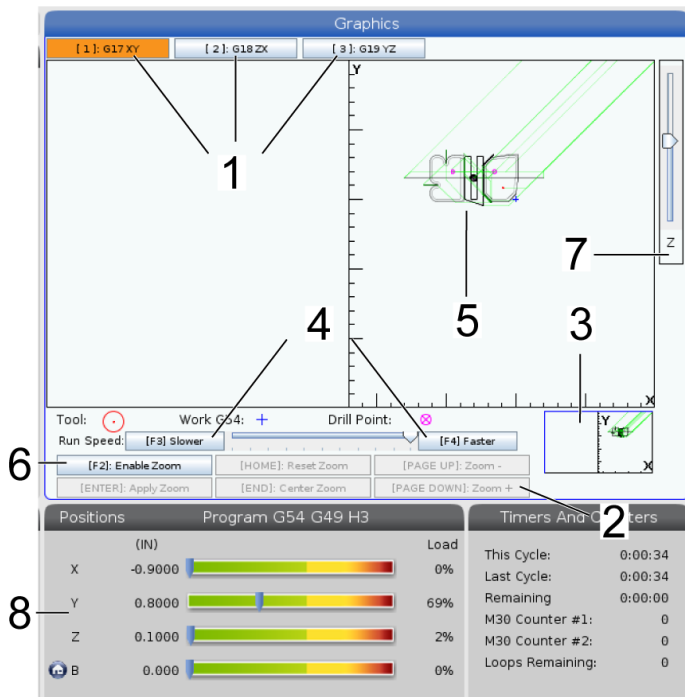 Graphics
[ 1 ]: G17 XY [ 2 ]: G18 ZX [ 3 ]: G19 YZ
Y
1
Z
7
5
4
3
X
Tool: Work G54: Drill Point:
Y
X
Run Speed: [F3] Slower [F4] Faster
6
[F2]: Enable Zoom [HOME]: Reset Zoom [PAGE UP]: Zoom -
[ENTER]: Apply Zoom [END]: Center Zoom [PAGE DOWN]: Zoom +
2
Positions Program G54 G49 H3
(IN) Load
X -0.9000 0%
Y 0.8000 69%
8
Z 0.1000 2%
B 0.000 0%
Timers And Counters
This Cycle: 0:00:34
Last Cycle: 0:00:34
Remaining 0:00:00
M30 Counter #1: 0
M30 Counter #2: 0
Loops Remaining: 0